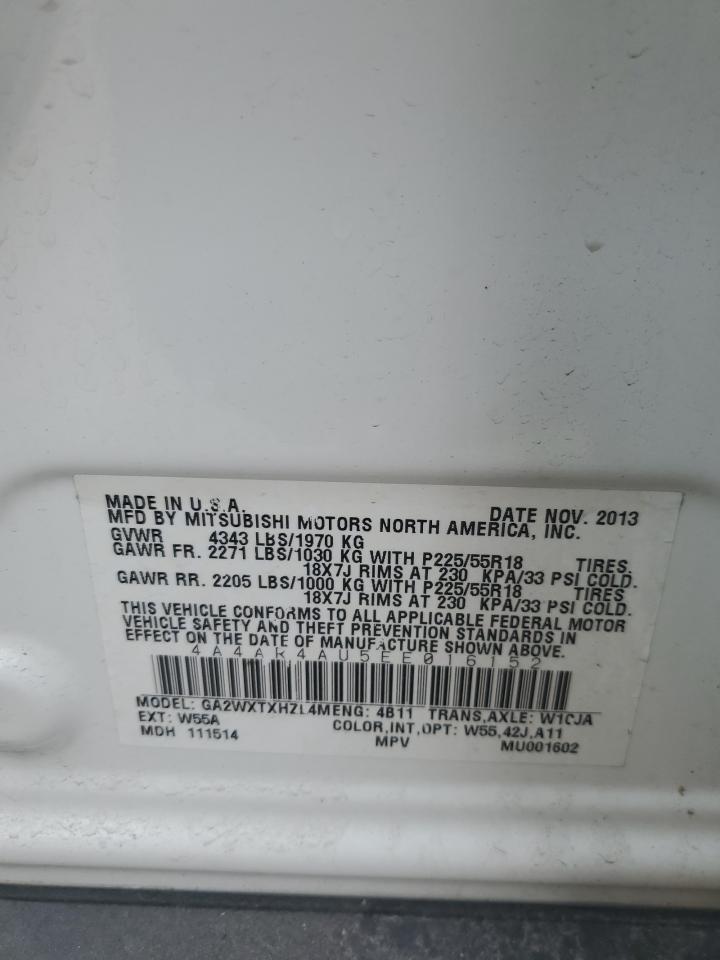 MADE IN U.S.A. DATE NOV. 2013
MFD BY MITSUBISHI MOTORS NORTH AMERICA, INC.
GVWR 4343 LBS/1970 KG
GAWR FR. 2271 LBS/1030 KG WITH P225/55R18 TIRES.
18X7J RIMS AT 230 KPA/33 PSI COLD.
GAWR RR. 2205 LBS/1000 KG WITH P225/55R18 TIRES
18X7J RIMS AT 230 KPA/33 PSI COLD.
THIS VEHICLE CONFORMS TO ALL APPLICABLE FEDERAL MOTOR
VEHICLE SAFETY AND THEFT PREVENTION STANDARDS IN
EFFECT ON THE DATE OF MANUFACTURE SHOWN ABOVE.
4A4AR4AU5EE016152
MODEL: GA2WXTXHZL4M ENG: 4B11 TRANS,AXLE: W1CJA
EXT: W55A COLOR,INT,OPT: W55,42J,A11
MDH 111514 MPV MU001602